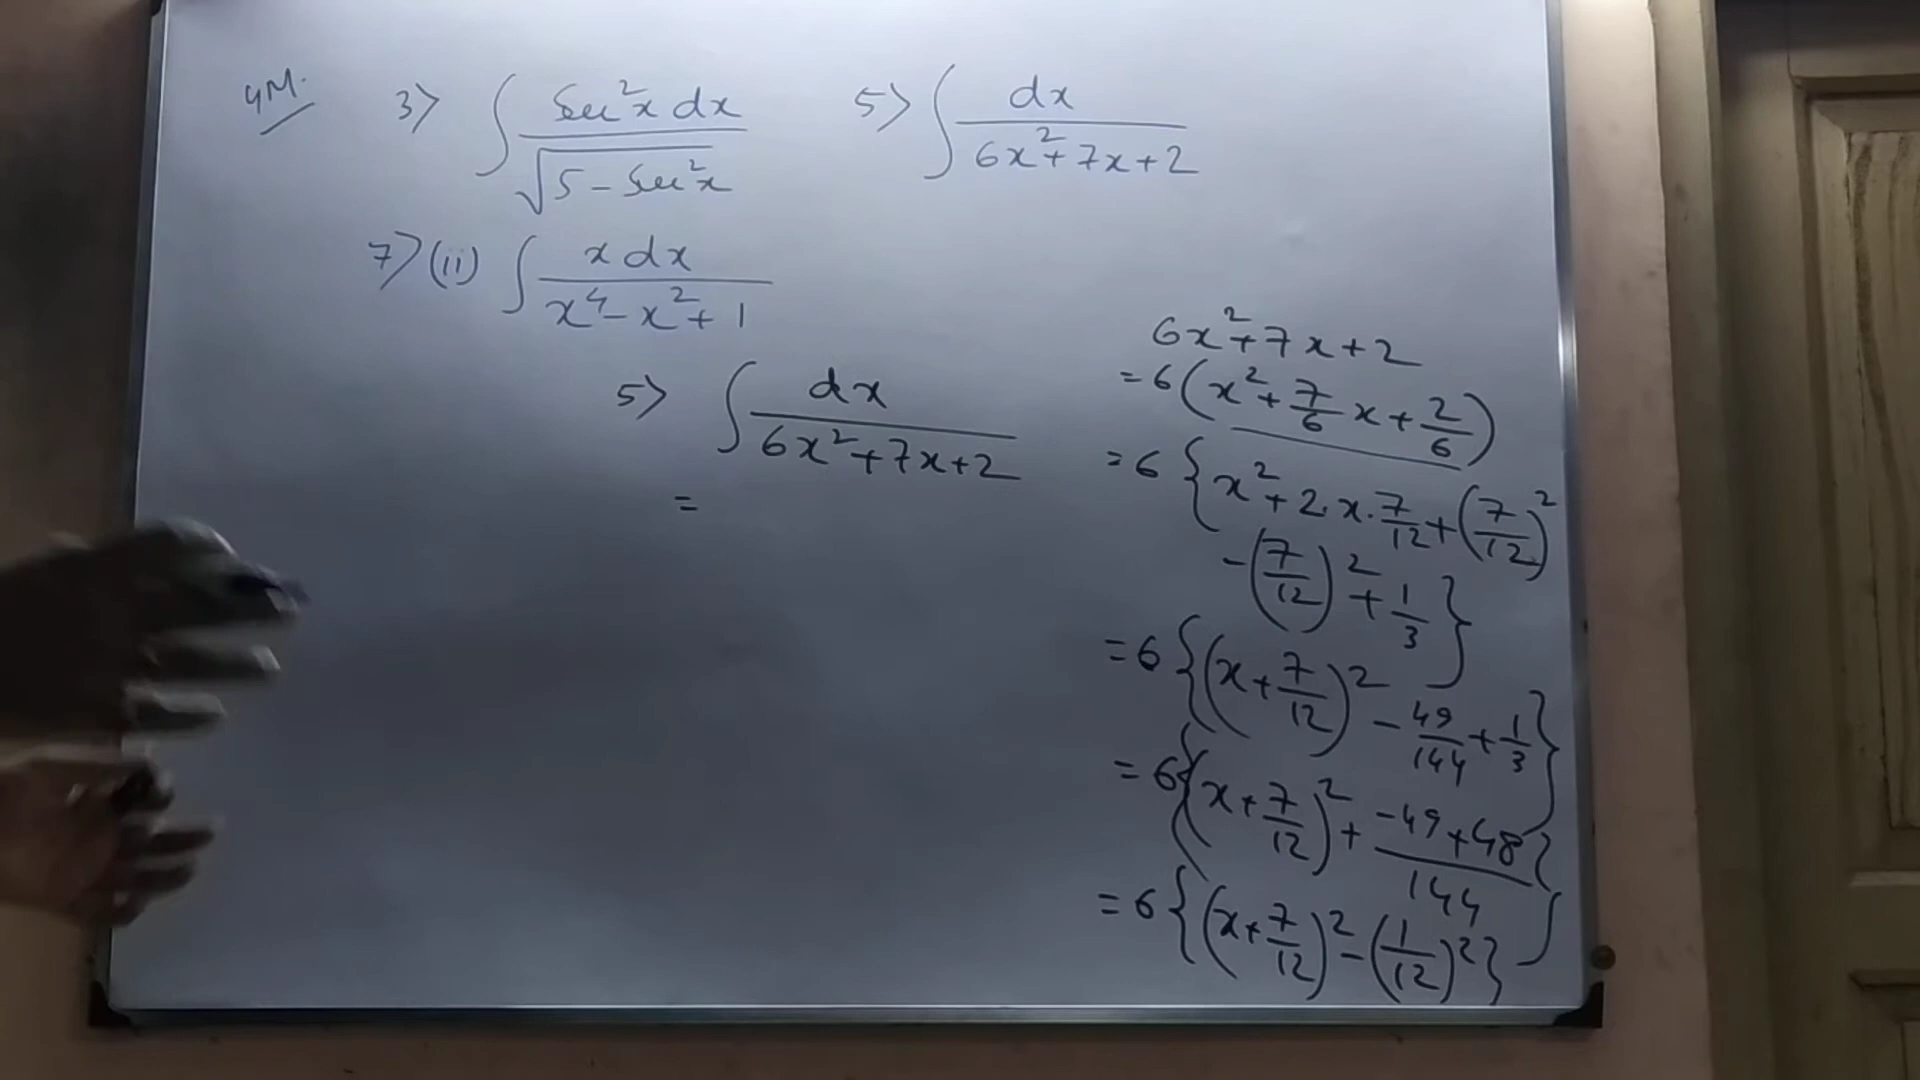 4M.
3> ∫ Sec²x dx / √(5 - Sec²x)
5> ∫ dx / (6x² + 7x + 2)
7> (ii) ∫ x dx / (x⁴ - x² + 1)
5> ∫ dx / (6x² + 7x + 2)
=
6x² + 7x + 2
= 6 (x² + 7/6 x + 2/6)
= 6 { x² + 2. x. 7/12 + (7/12)²
- (7/12)² + 1/3 }
= 6 { (x + 7/12)² - 49/144 + 1/3 }
= 6 { (x + 7/12)² + (-49 + 48)/144 }
= 6 { (x + 7/12)² - (1/12)² }